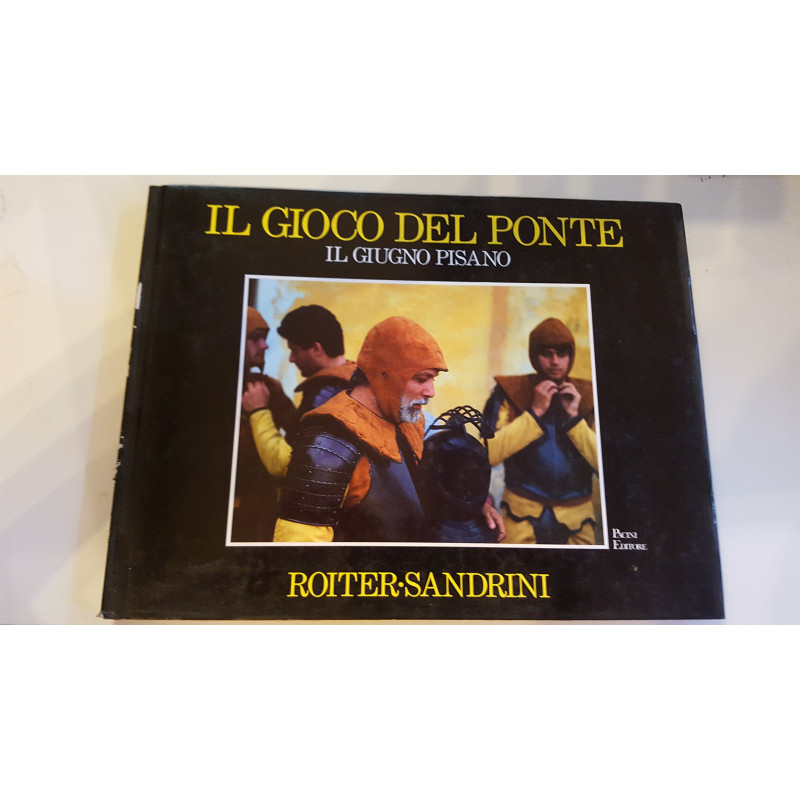 IL GIOCO DEL PONTE
IL GIUGNO PISANO
PACINI
EDITORE
ROITER·SANDRINI